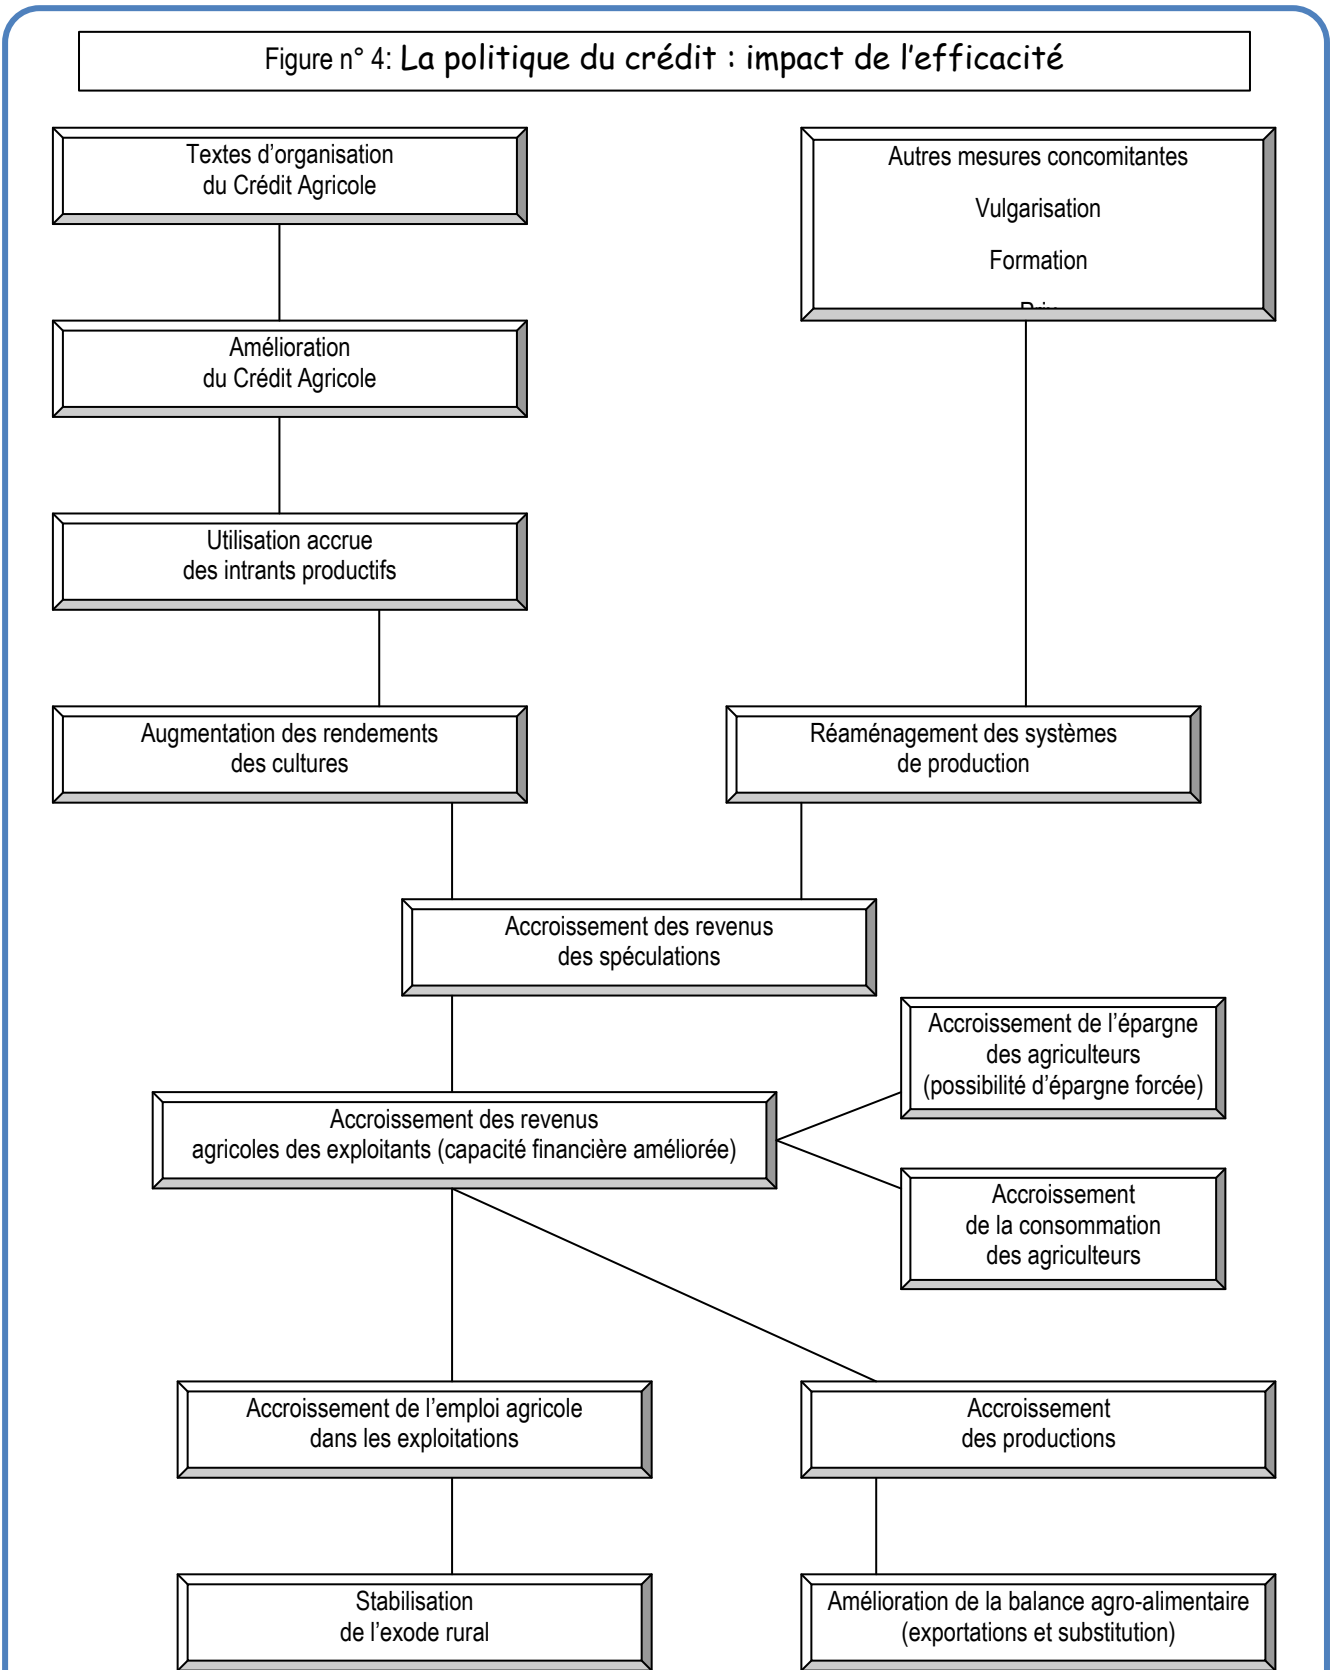 Figure n° 4: La politique du crédit : impact de l'efficacité
Textes d'organisation
du Crédit Agricole
Autres mesures concomitantes
Vulgarisation
Formation
Amélioration
du Crédit Agricole
Utilisation accrue
des intrants productifs
Augmentation des rendements
des cultures
Réaménagement des systèmes
de production
Accroissement des revenus
des spéculations
Accroissement de l'épargne
des agriculteurs
(possibilité d'épargne forcée)
Accroissement des revenus
agricoles des exploitants (capacité financière améliorée)
Accroissement
de la consommation
des agriculteurs
Accroissement de l'emploi agricole
dans les exploitations
Accroissement
des productions
Stabilisation
de l'exode rural
Amélioration de la balance agro-alimentaire
(exportations et substitution)